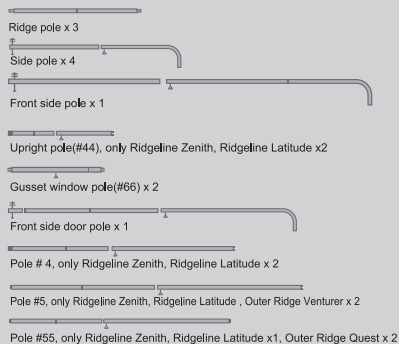 Ridge pole x 3
Side pole x 4
Front side pole x 1
Upright pole(#44), only Ridgeline Zenith, Ridgeline Latitude x2
Gusset window pole(#66) x 2
Front side door pole x 1
Pole # 4, only Ridgeline Zenith, Ridgeline Latitude x 2
Pole #5, only Ridgeline Zenith, Ridgeline Latitude , Outer Ridge Venturer x 2
Pole #55, only Ridgeline Zenith, Ridgeline Latitude x1, Outer Ridge Quest x 2